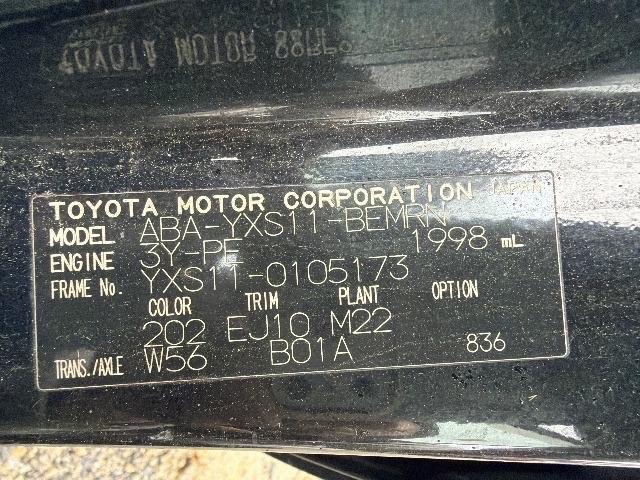 TOYOTA MOTOR CORPORATION JAPAN
MODEL ABA-YXS11-BEMRN
ENGINE 3Y-PE 1998 mL
FRAME No. YXS11-0105173
COLOR TRIM PLANT OPTION
202 EJ10 M22
TRANS./AXLE W56 B01A 836